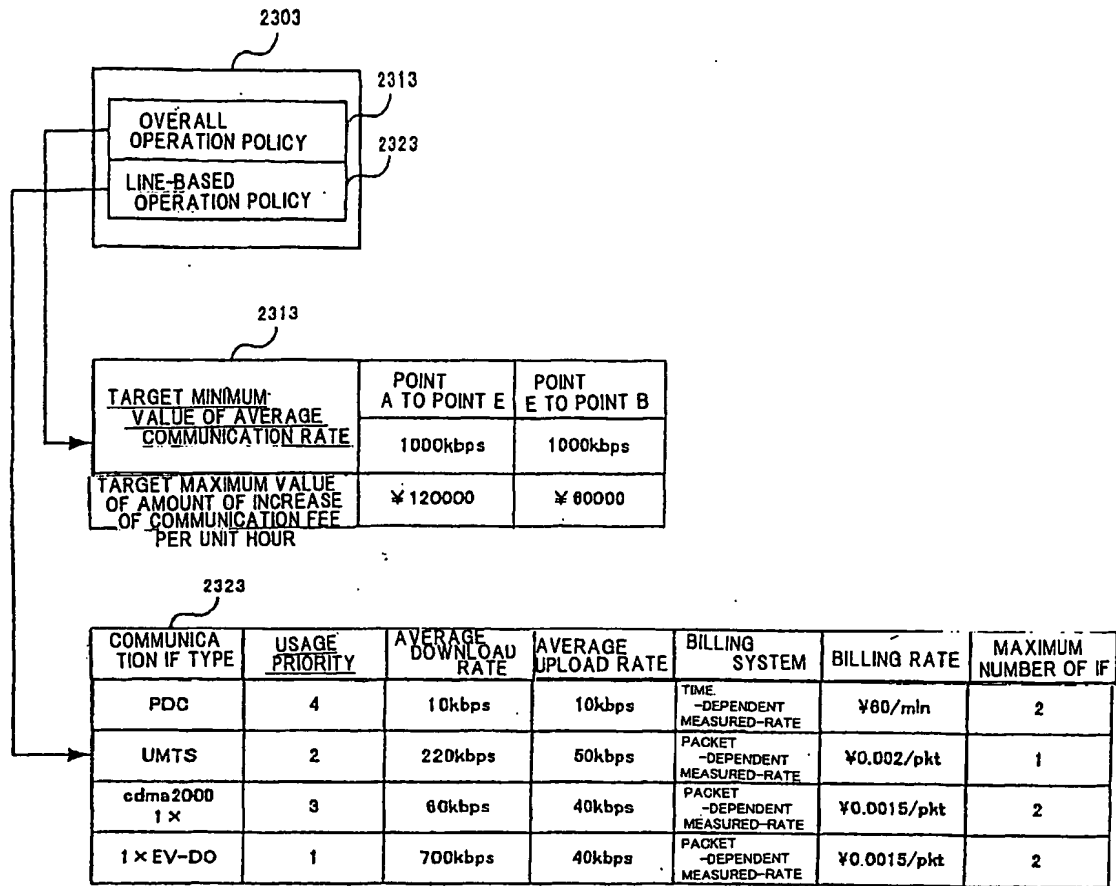 2303
2313
OVERALL
OPERATION POLICY
2323
LINE-BASED
OPERATION POLICY
2313
TARGET MINIMUM
VALUE OF AVERAGE
COMMUNICATION RATE
POINT
A TO POINT E
POINT
E TO POINT B
1000kbps
1000kbps
TARGET MAXIMUM VALUE
OF AMOUNT OF INCREASE
OF COMMUNICATION FEE
PER UNIT HOUR
¥120000
¥60000
2323
COMMUNICA
TION IF TYPE
USAGE
PRIORITY
AVERAGE
DOWNLOAD
RATE
AVERAGE
UPLOAD RATE
BILLING
SYSTEM
BILLING RATE
MAXIMUM
NUMBER OF IF
PDC
4
10kbps
10kbps
TIME
-DEPENDENT
MEASURED-RATE
¥60/min
2
UMTS
2
220kbps
50kbps
PACKET
-DEPENDENT
MEASURED-RATE
¥0.002/pkt
1
cdma2000
1×
3
60kbps
40kbps
PACKET
-DEPENDENT
MEASURED-RATE
¥0.0015/pkt
2
1×EV-DO
1
700kbps
40kbps
PACKET
-DEPENDENT
MEASURED-RATE
¥0.0015/pkt
2